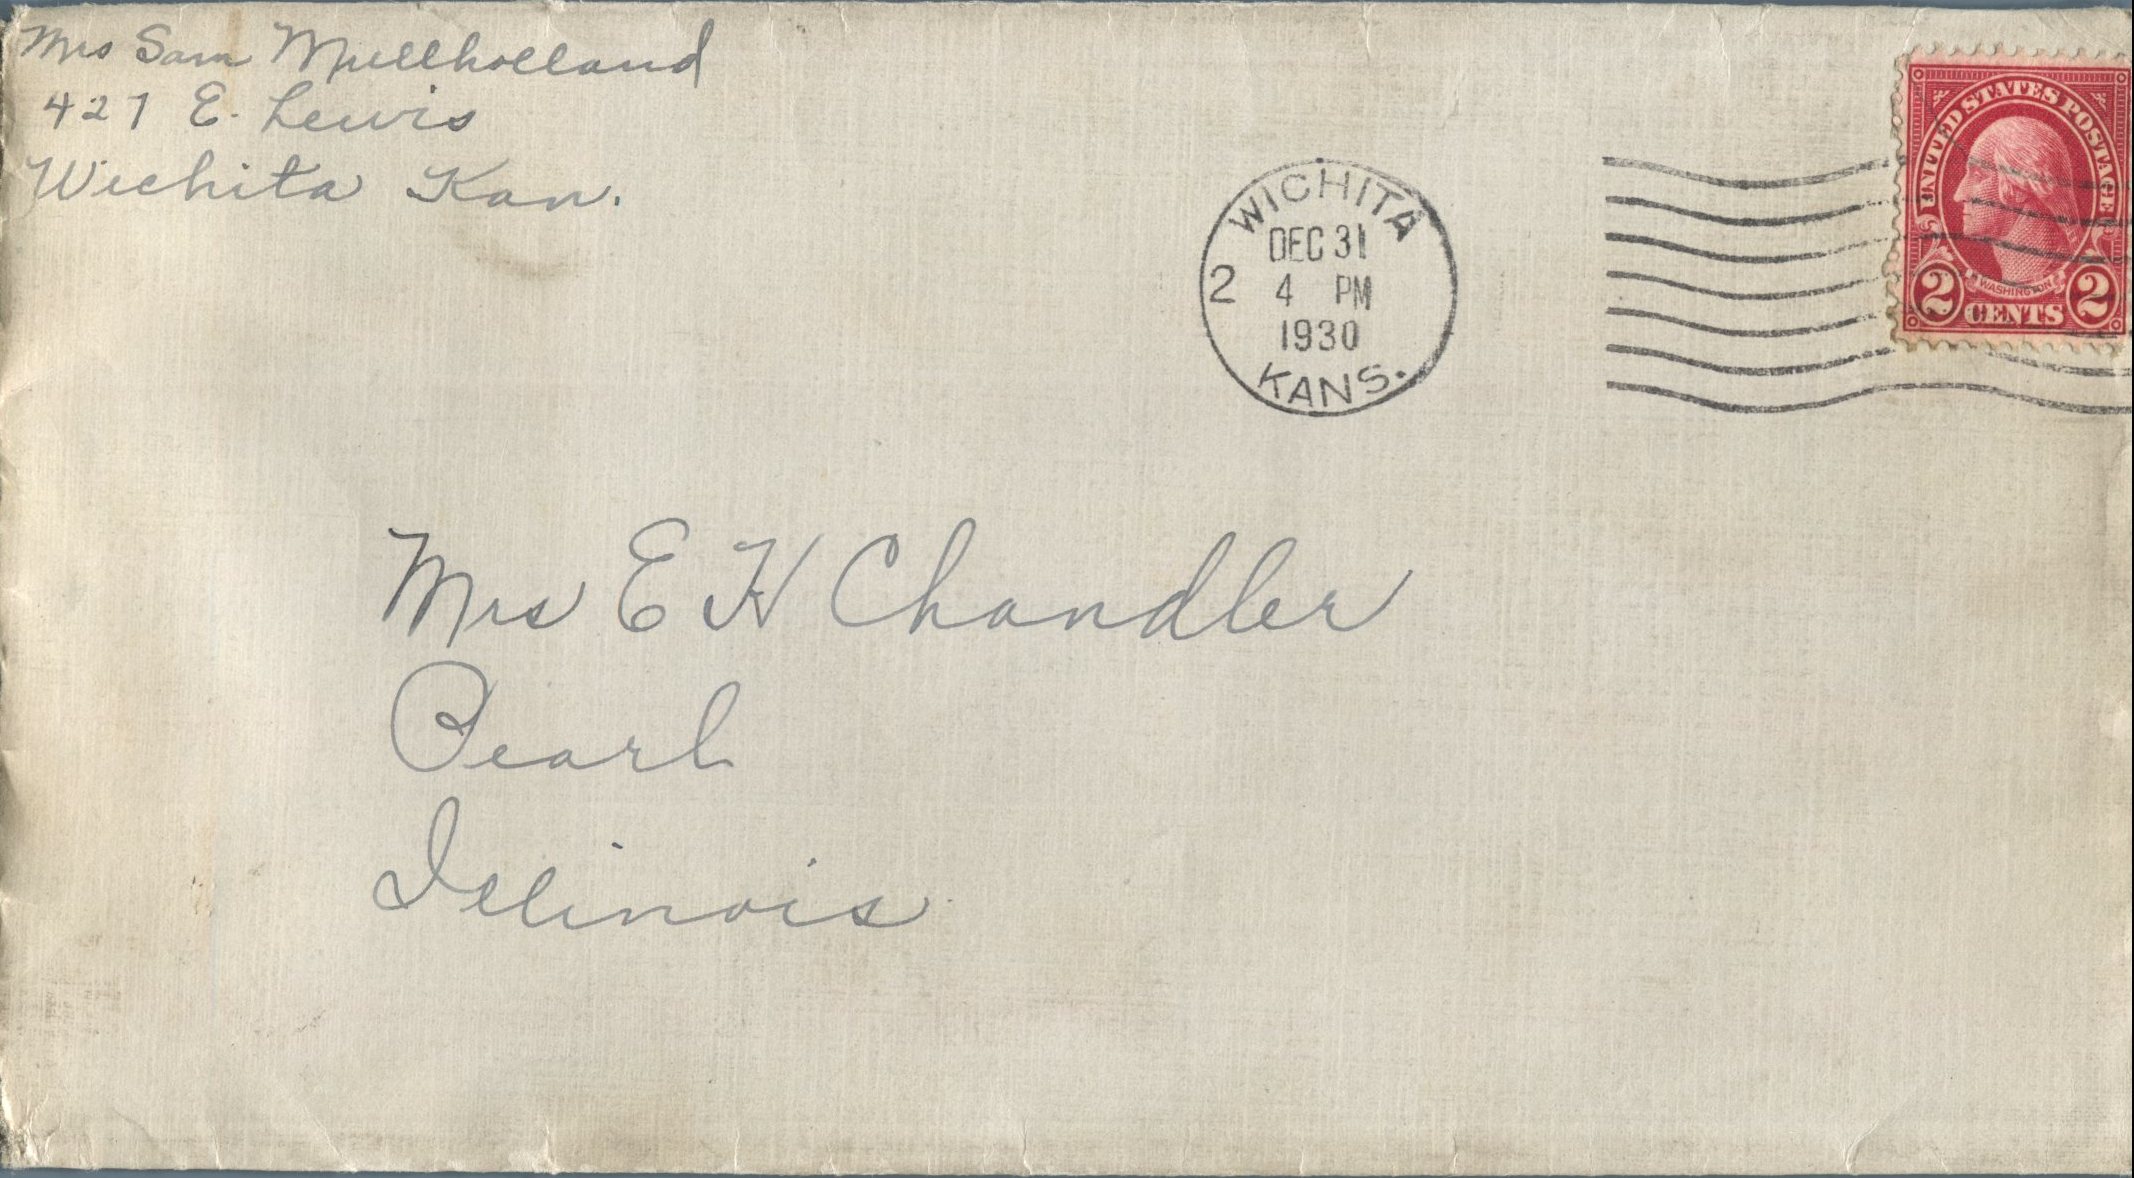 Mrs Sam Mullholland
427 E. Lewis
Wichita Kan.
WICHITA
DEC 31
2 4 PM
1930
KANS.
UNITED STATES POSTAGE
WASHINGTON
2 CENTS 2
Mrs E H Chandler
Pearl
Illinois